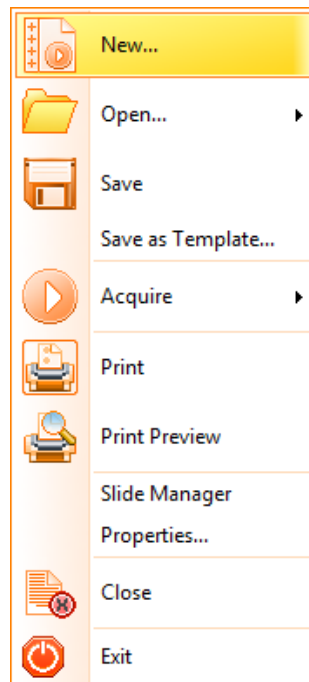 New...
Open...
Save
Save as Template...
Acquire
Print
Print Preview
Slide Manager
Properties...
Close
Exit